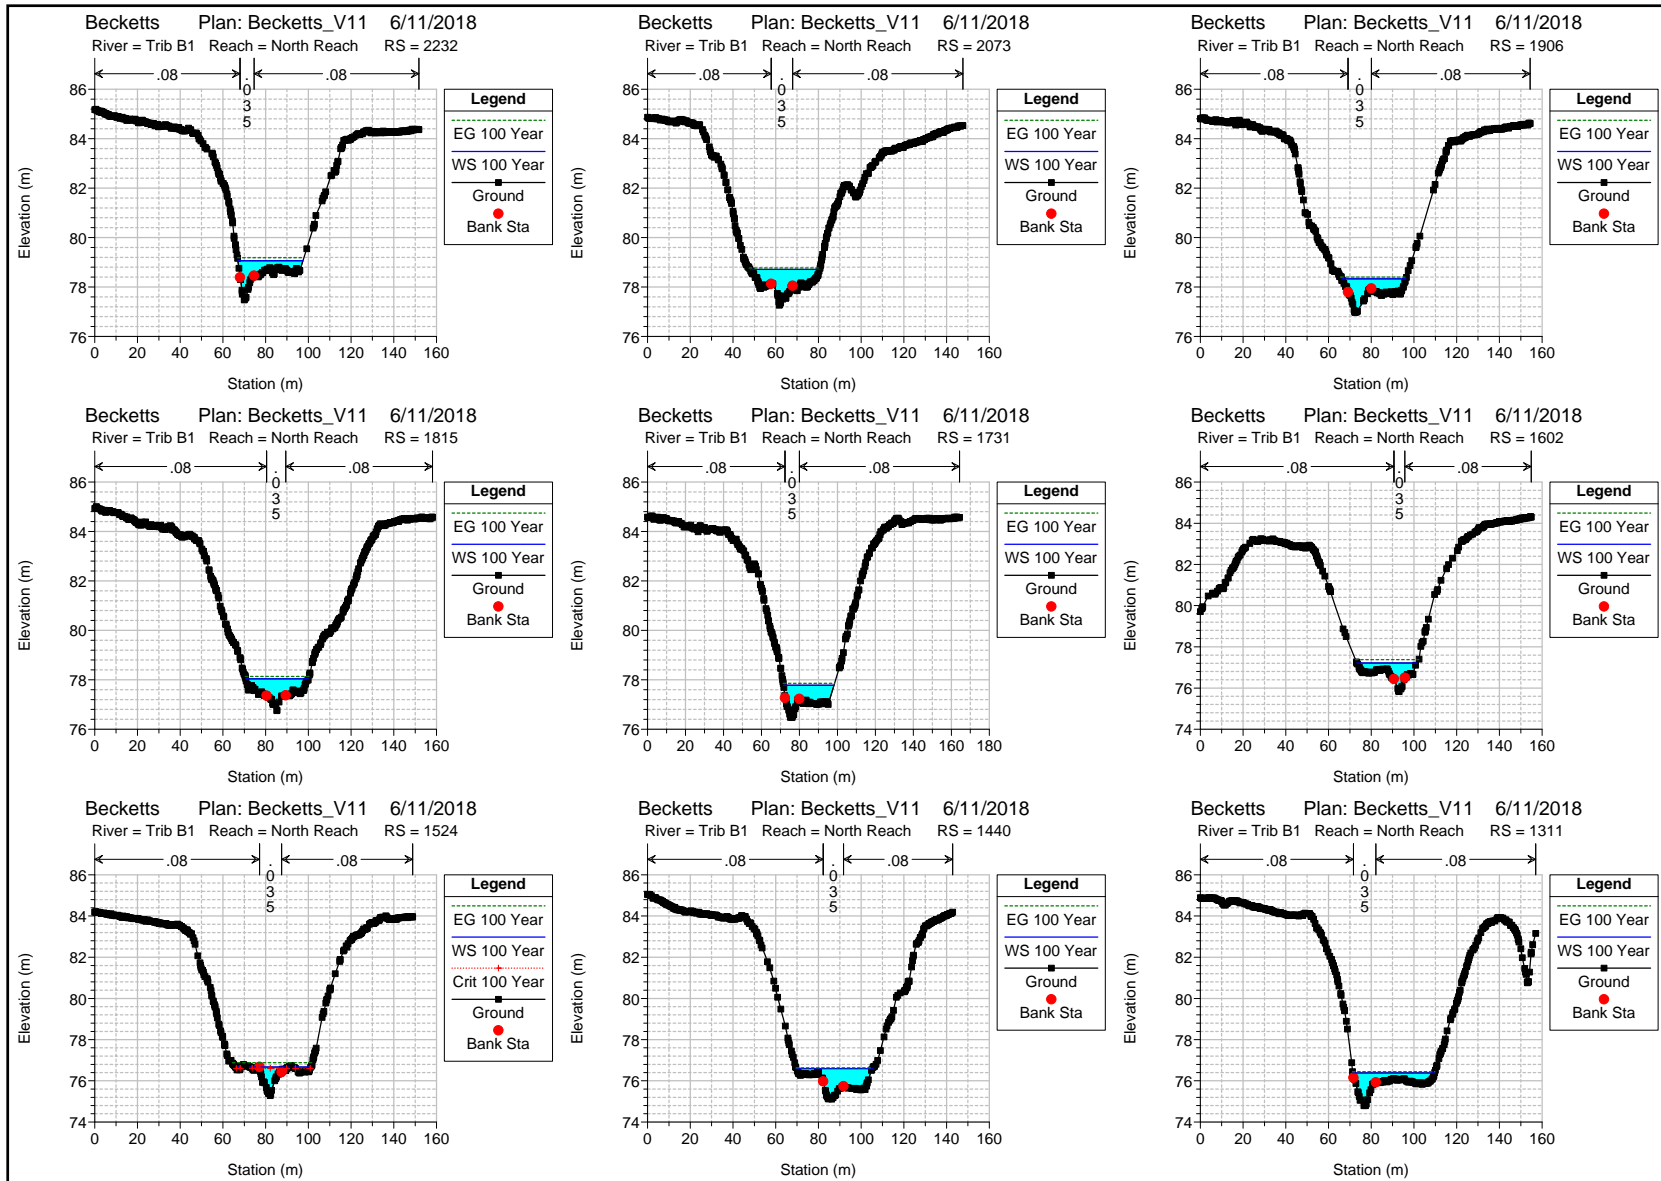 Becketts Plan: Becketts_V11 6/11/2018
River = Trib B1 Reach = North Reach RS = 2232
.08 .035 .08
Legend
EG 100 Year
WS 100 Year
Ground
Bank Sta
Elevation (m)
86
84
82
80
78
76
0 20 40 60 80 100 120 140 160
Station (m)
Becketts Plan: Becketts_V11 6/11/2018
River = Trib B1 Reach = North Reach RS = 2073
.08 .035 .08
Legend
EG 100 Year
WS 100 Year
Ground
Bank Sta
Elevation (m)
86
84
82
80
78
76
0 20 40 60 80 100 120 140 160
Station (m)
Becketts Plan: Becketts_V11 6/11/2018
River = Trib B1 Reach = North Reach RS = 1906
.08 .035 .08
Legend
EG 100 Year
WS 100 Year
Ground
Bank Sta
Elevation (m)
86
84
82
80
78
76
0 20 40 60 80 100 120 140 160
Station (m)
Becketts Plan: Becketts_V11 6/11/2018
River = Trib B1 Reach = North Reach RS = 1815
.08 .035 .08
Legend
EG 100 Year
WS 100 Year
Ground
Bank Sta
Elevation (m)
86
84
82
80
78
76
0 20 40 60 80 100 120 140 160
Station (m)
Becketts Plan: Becketts_V11 6/11/2018
River = Trib B1 Reach = North Reach RS = 1731
.08 .035 .08
Legend
EG 100 Year
WS 100 Year
Ground
Bank Sta
Elevation (m)
86
84
82
80
78
76
0 20 40 60 80 100 120 140 160 180
Station (m)
Becketts Plan: Becketts_V11 6/11/2018
River = Trib B1 Reach = North Reach RS = 1602
.08 .035 .08
Legend
EG 100 Year
WS 100 Year
Ground
Bank Sta
Elevation (m)
86
84
82
80
78
76
74
0 20 40 60 80 100 120 140 160
Station (m)
Becketts Plan: Becketts_V11 6/11/2018
River = Trib B1 Reach = North Reach RS = 1524
.08 .035 .08
Legend
EG 100 Year
WS 100 Year
Crit 100 Year
Ground
Bank Sta
Elevation (m)
86
84
82
80
78
76
74
0 20 40 60 80 100 120 140 160
Station (m)
Becketts Plan: Becketts_V11 6/11/2018
River = Trib B1 Reach = North Reach RS = 1440
.08 .035 .08
Legend
EG 100 Year
WS 100 Year
Ground
Bank Sta
Elevation (m)
86
84
82
80
78
76
74
0 20 40 60 80 100 120 140 160
Station (m)
Becketts Plan: Becketts_V11 6/11/2018
River = Trib B1 Reach = North Reach RS = 1311
.08 .035 .08
Legend
EG 100 Year
WS 100 Year
Ground
Bank Sta
Elevation (m)
86
84
82
80
78
76
74
0 20 40 60 80 100 120 140 160
Station (m)